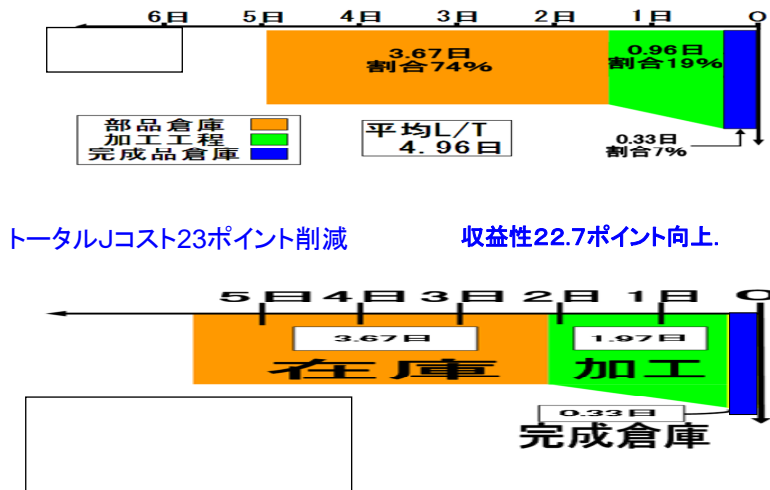 6日 5日 4日 3日 2日 1日 0
3.67日
割合74%
0.96日
割合19%
部品倉庫
加工工程
完成品倉庫
平均L/T
4.96日
0.33日
割合7%
トータルJコスト23ポイント削減
収益性22.7ポイント向上.
5日 4日 3日 2日 1日 0
3.67日
1.97日
在庫
加工
0.33日
完成倉庫